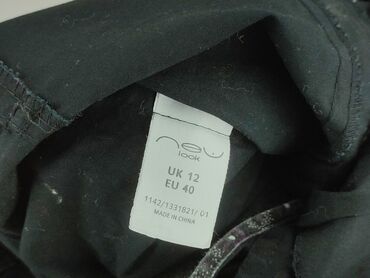 new
look
UK 12
EU 40
1142/1331821/ 01
MADE IN CHINA